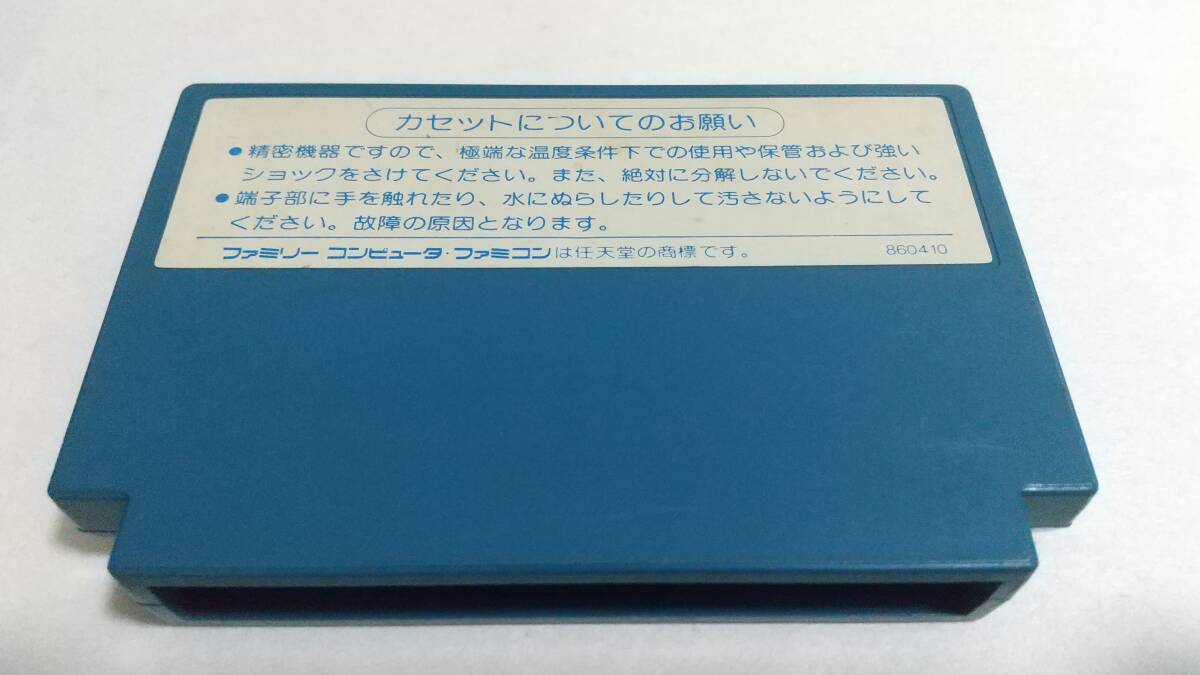 カセットについてのお願い
●精密機器ですので、極端な温度条件下での使用や保管および強い
ショックをさけてください。また、絶対に分解しないでください。
●端子部に手を触れたり、水にぬらしたりして汚さないようにして
ください。故障の原因となります。
ファミリー コンピュータ・ファミコンは任天堂の商標です。 860410